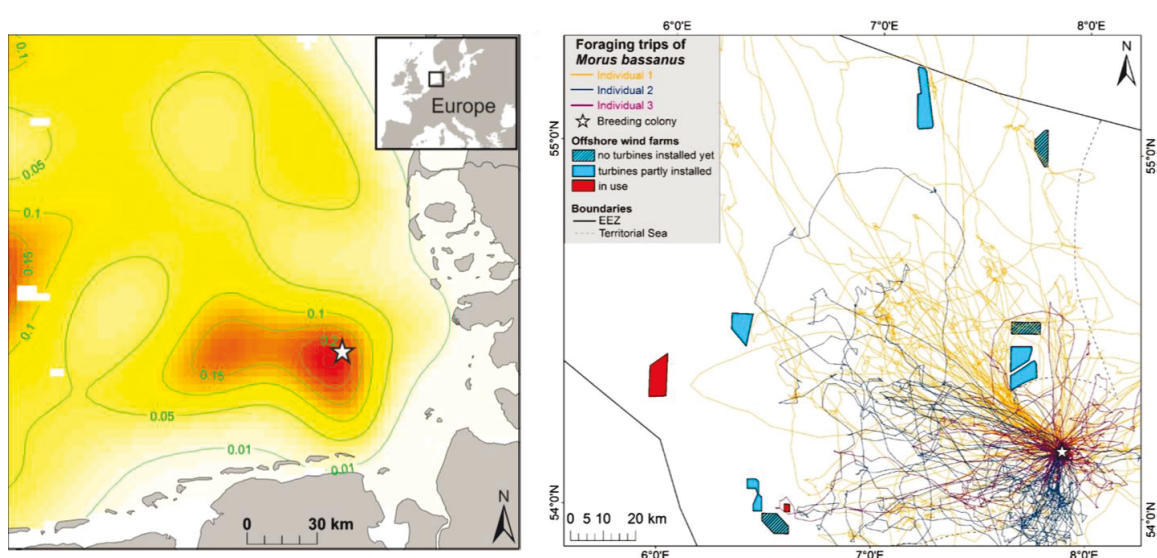 0.1
0.05
0.1
0.15
0.1
0.1
0.2
0.15
0.05
0.01
0.01
Europe
N
0 30 km
6°0'E 7°0'E 8°0'E
Foraging trips of
Morus bassanus
Individual 1
Individual 2
Individual 3
Breeding colony
Offshore wind farms
no turbines installed yet
turbines partly installed
in use
Boundaries
EEZ
Territorial Sea
N
55°0'N
55°0'N
54°0'N
54°0'N
0 5 10 20 km
6°0'E 7°0'E 8°0'E